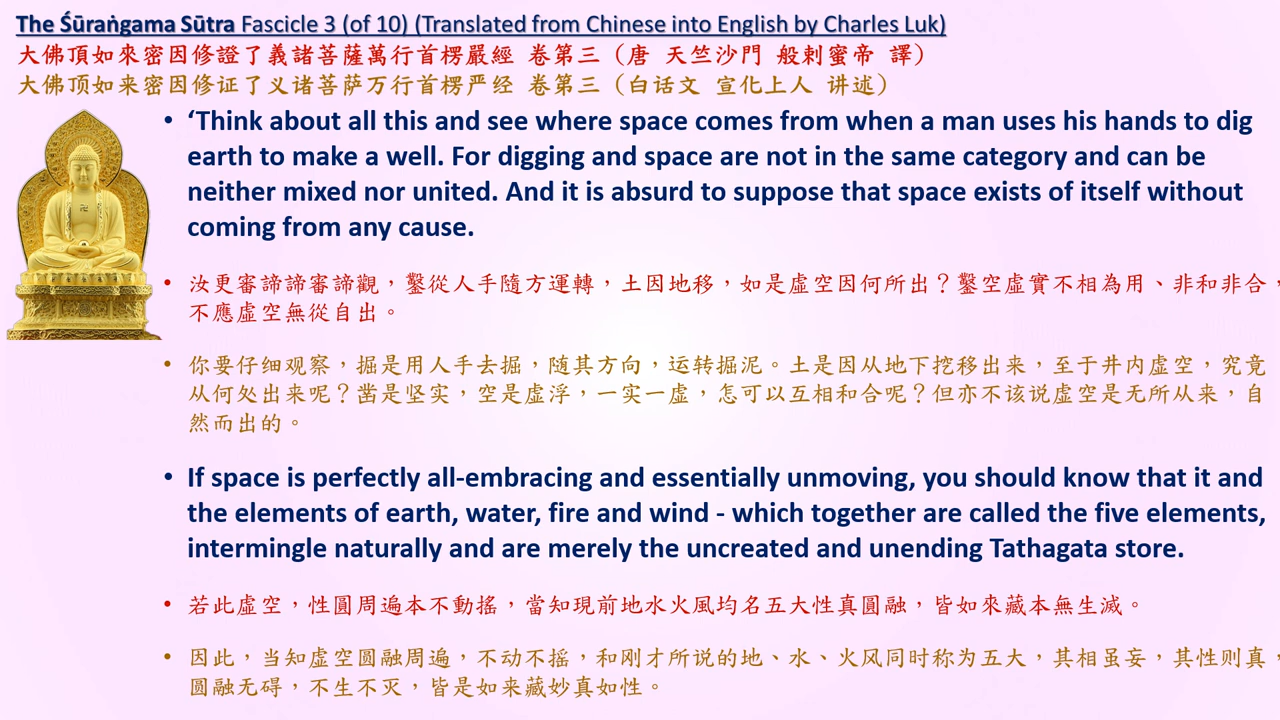 The Śūraṅgama Sūtra Fascicle 3 (of 10) (Translated from Chinese into English by Charles Luk)
大佛頂如來密因修證了義諸菩薩萬行首楞嚴經 卷第三（唐 天竺沙門 般剌蜜帝 譯）
大佛顶如来密因修证了义诸菩萨万行首楞严经 卷第三（白话文 宣化上人 讲述）
• ‘Think about all this and see where space comes from when a man uses his hands to dig
earth to make a well. For digging and space are not in the same category and can be
neither mixed nor united. And it is absurd to suppose that space exists of itself without
coming from any cause.
• 汝更審諦諦審諦觀，鑿從人手隨方運轉，土因地移，如是虛空因何所出？鑿空虛實不相為用、非和非合，
不應虛空無從自出。
• 你要仔细观察，掘是用人手去掘，随其方向，运转掘泥。土是因从地下挖移出来，至于井内虚空，究竟
从何处出来呢？凿是坚实，空是虚浮，一实一虚，怎可以互相和合呢？但亦不该说虚空是无所从来，自
然而出的。
• If space is perfectly all-embracing and essentially unmoving, you should know that it and
the elements of earth, water, fire and wind - which together are called the five elements,
intermingle naturally and are merely the uncreated and unending Tathagata store.
• 若此虛空，性圓周遍本不動搖，當知現前地水火風均名五大性真圓融，皆如來藏本無生滅。
• 因此，当知虚空圆融周遍，不动不摇，和刚才所说的地、水、火风同时称为五大，其相虽妄，其性则真，
圆融无碍，不生不灭，皆是如来藏妙真如性。